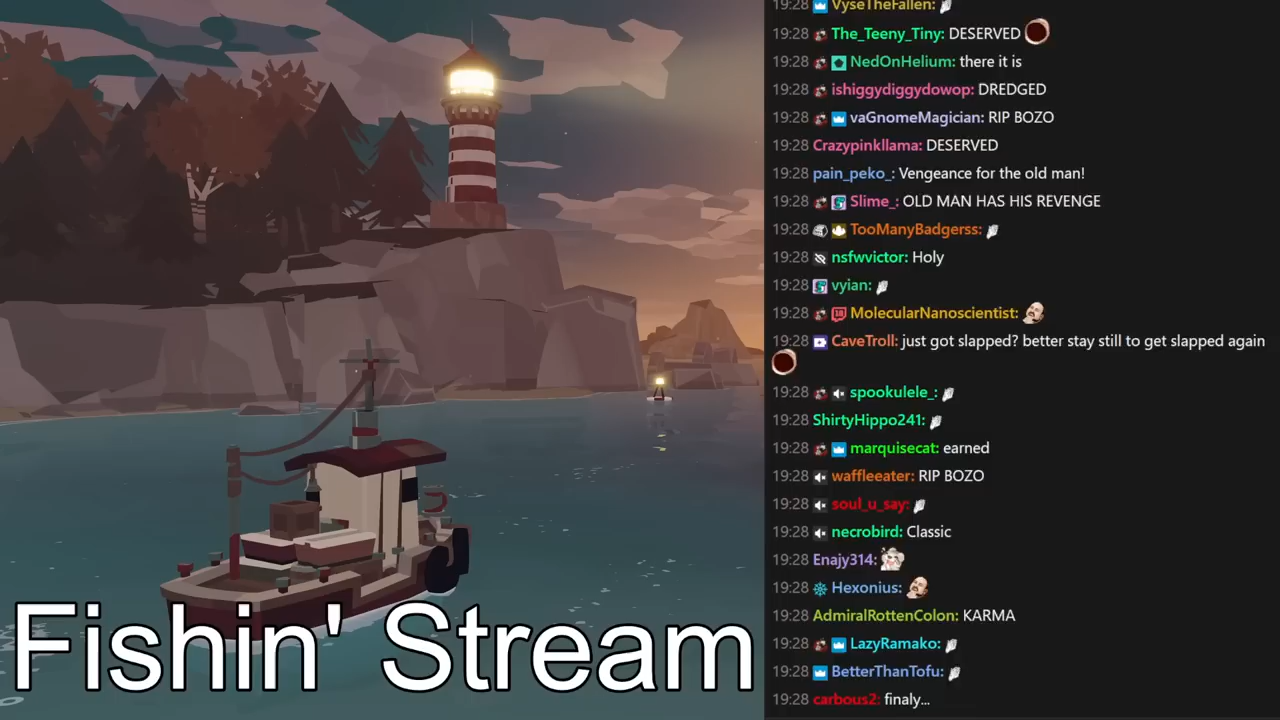 19:28 VyseTheFallen:
19:28 The_Teeny_Tiny: DESERVED
19:28 NedOnHelium: there it is
19:28 ishiggydiggydowop: DREDGED
19:28 vaGnomeMagician: RIP BOZO
19:28 Crazypinkllama: DESERVED
19:28 pain_peko_: Vengeance for the old man!
19:28 Slime_: OLD MAN HAS HIS REVENGE
19:28 TooManyBadgerss:
19:28 nsfwvictor: Holy
19:28 vyian:
19:28 MolecularNanoscientist:
19:28 CaveTroll: just got slapped? better stay still to get slapped again
19:28 spookulele_:
19:28 ShirtyHippo241:
19:28 marquisecat: earned
19:28 waffleeater: RIP BOZO
19:28 soul_u_say:
19:28 necrobird: Classic
19:28 Enajy314:
19:28 Hexonius:
19:28 AdmiralRottenColon: KARMA
19:28 LazyRamako:
19:28 BetterThanTofu:
19:28 carbous2: finaly...
Fishin' Stream